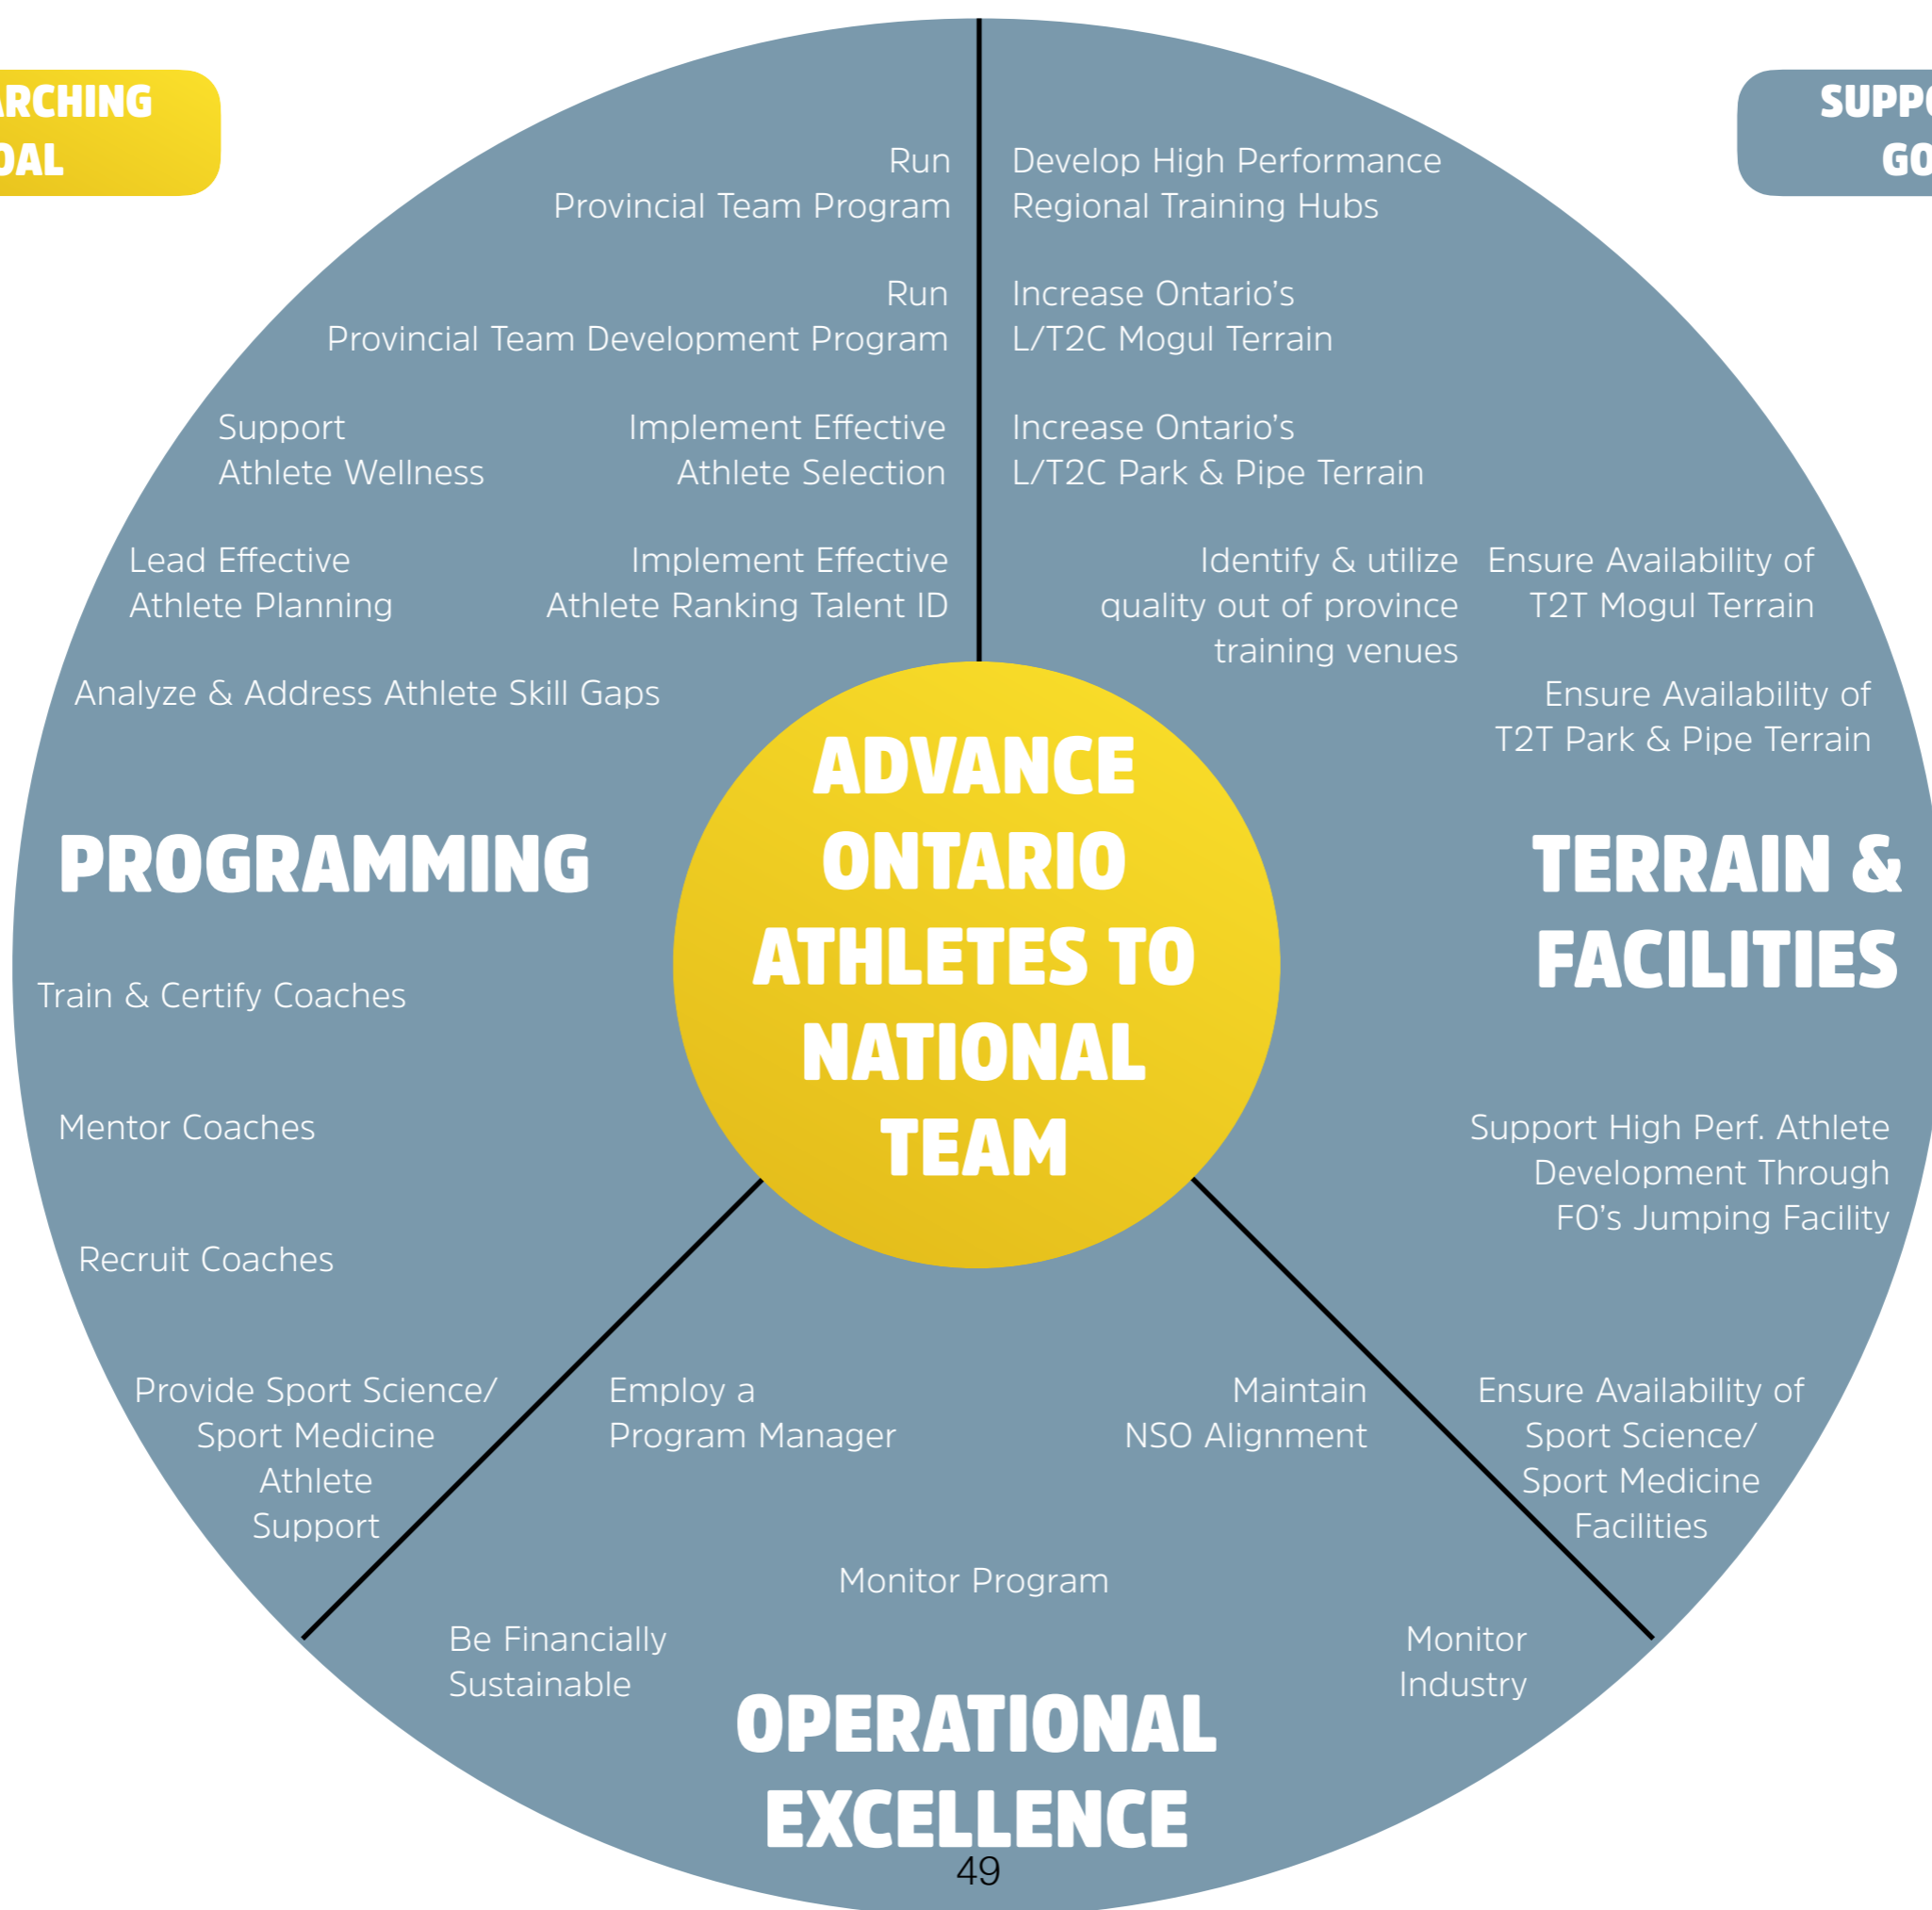 ARCHING
OAL
SUPPO
GO
Run
Provincial Team Program
Run
Provincial Team Development Program
Support
Athlete Wellness
Implement Effective
Athlete Selection
Lead Effective
Athlete Planning
Implement Effective
Athlete Ranking Talent ID
Analyze & Address Athlete Skill Gaps
PROGRAMMING
Train & Certify Coaches
Mentor Coaches
Recruit Coaches
Provide Sport Science/
Sport Medicine
Athlete
Support
Develop High Performance
Regional Training Hubs
Increase Ontario's
L/T2C Mogul Terrain
Increase Ontario's
L/T2C Park & Pipe Terrain
Identify & utilize
quality out of province
training venues
Ensure Availability of
T2T Mogul Terrain
Ensure Availability of
T2T Park & Pipe Terrain
TERRAIN &
FACILITIES
Support High Perf. Athlete
Development Through
FO's Jumping Facility
Ensure Availability of
Sport Science/
Sport Medicine
Facilities
ADVANCE
ONTARIO
ATHLETES TO
NATIONAL
TEAM
Employ a
Program Manager
Maintain
NSO Alignment
Monitor Program
Be Financially
Sustainable
Monitor
Industry
OPERATIONAL
EXCELLENCE
49